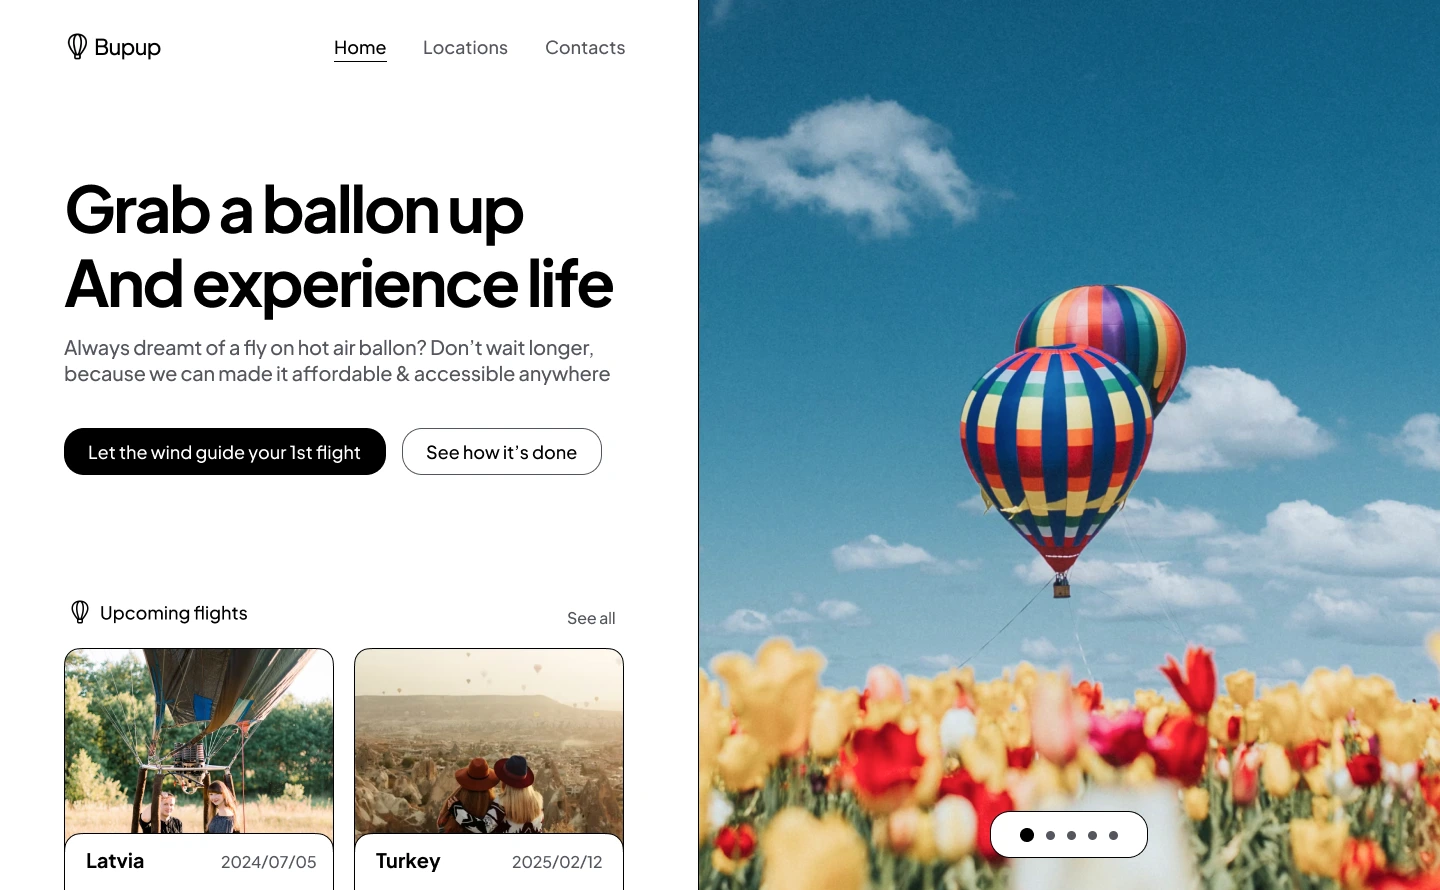 Bupup
Home Locations Contacts
Grab a ballon up
And experience life
Always dreamt of a fly on hot air ballon? Don’t wait longer,
because we can made it affordable & accessible anywhere
Let the wind guide your 1st flight
See how it’s done
Upcoming flights
See all
Latvia 2024/07/05
Turkey 2025/02/12